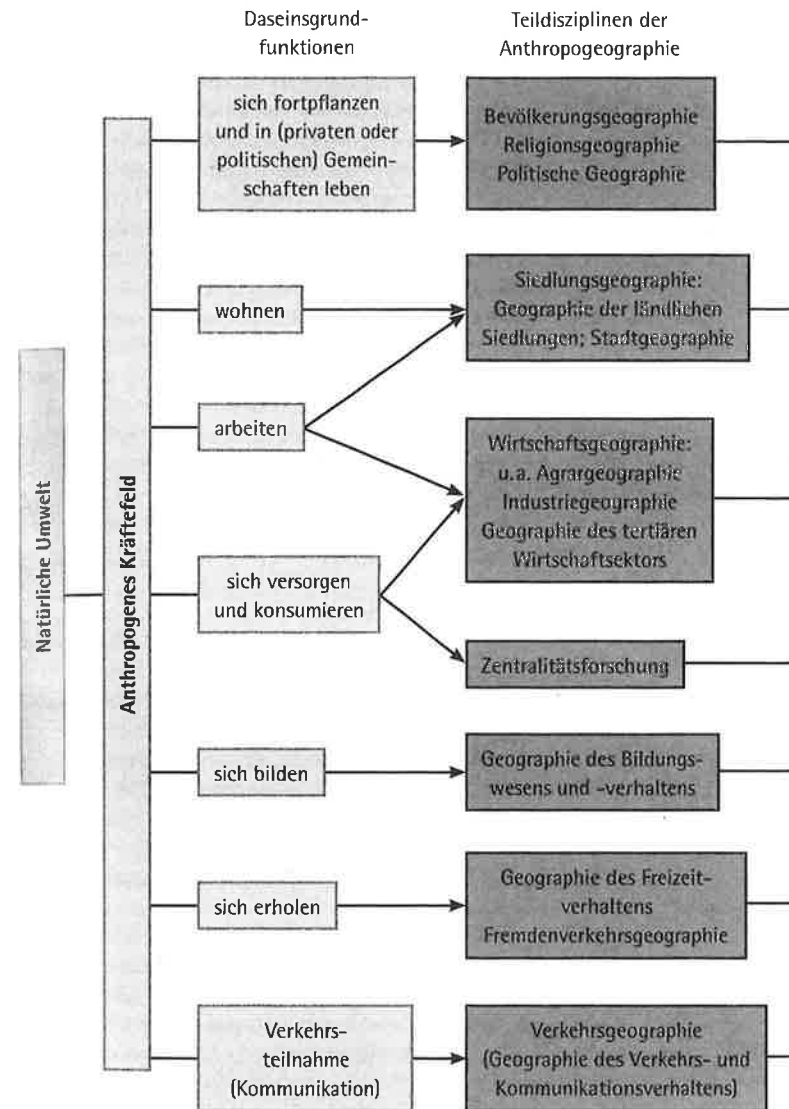 Daseinsgrund-
funktionen
Teildisziplinen der
Anthropogeographie
Natürliche Umwelt
Anthropogenes Kräftefeld
sich fortpflanzen
und in (privaten oder
politischen) Gemein-
schaften leben
Bevölkerungsgeographie
Religionsgeographie
Politische Geographie
wohnen
Siedlungsgeographie:
Geographie der ländlichen
Siedlungen; Stadtgeographie
arbeiten
Wirtschaftsgeographie:
u.a. Agrargeographie
Industriegeographie
Geographie des tertiären
Wirtschaftsektors
sich versorgen
und konsumieren
Zentralitätsforschung
sich bilden
Geographie des Bildungs-
wesens und -verhaltens
sich erholen
Geographie des Freizeit-
verhaltens
Fremdenverkehrsgeographie
Verkehrs-
teilnahme
(Kommunikation)
Verkehrsgeographie
(Geographie des Verkehrs- und
Kommunikationsverhaltens)